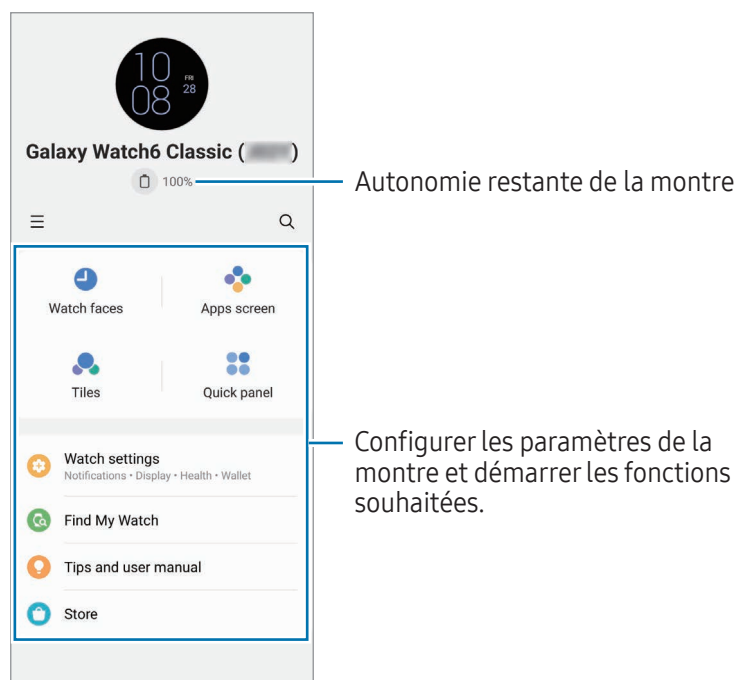 10
08
FRI
28
Galaxy Watch6 Classic ( )
100%
Autonomie restante de la montre
Watch faces
Apps screen
Tiles
Quick panel
Watch settings
Notifications • Display • Health • Wallet
Configurer les paramètres de la
montre et démarrer les fonctions
souhaitées.
Find My Watch
Tips and user manual
Store